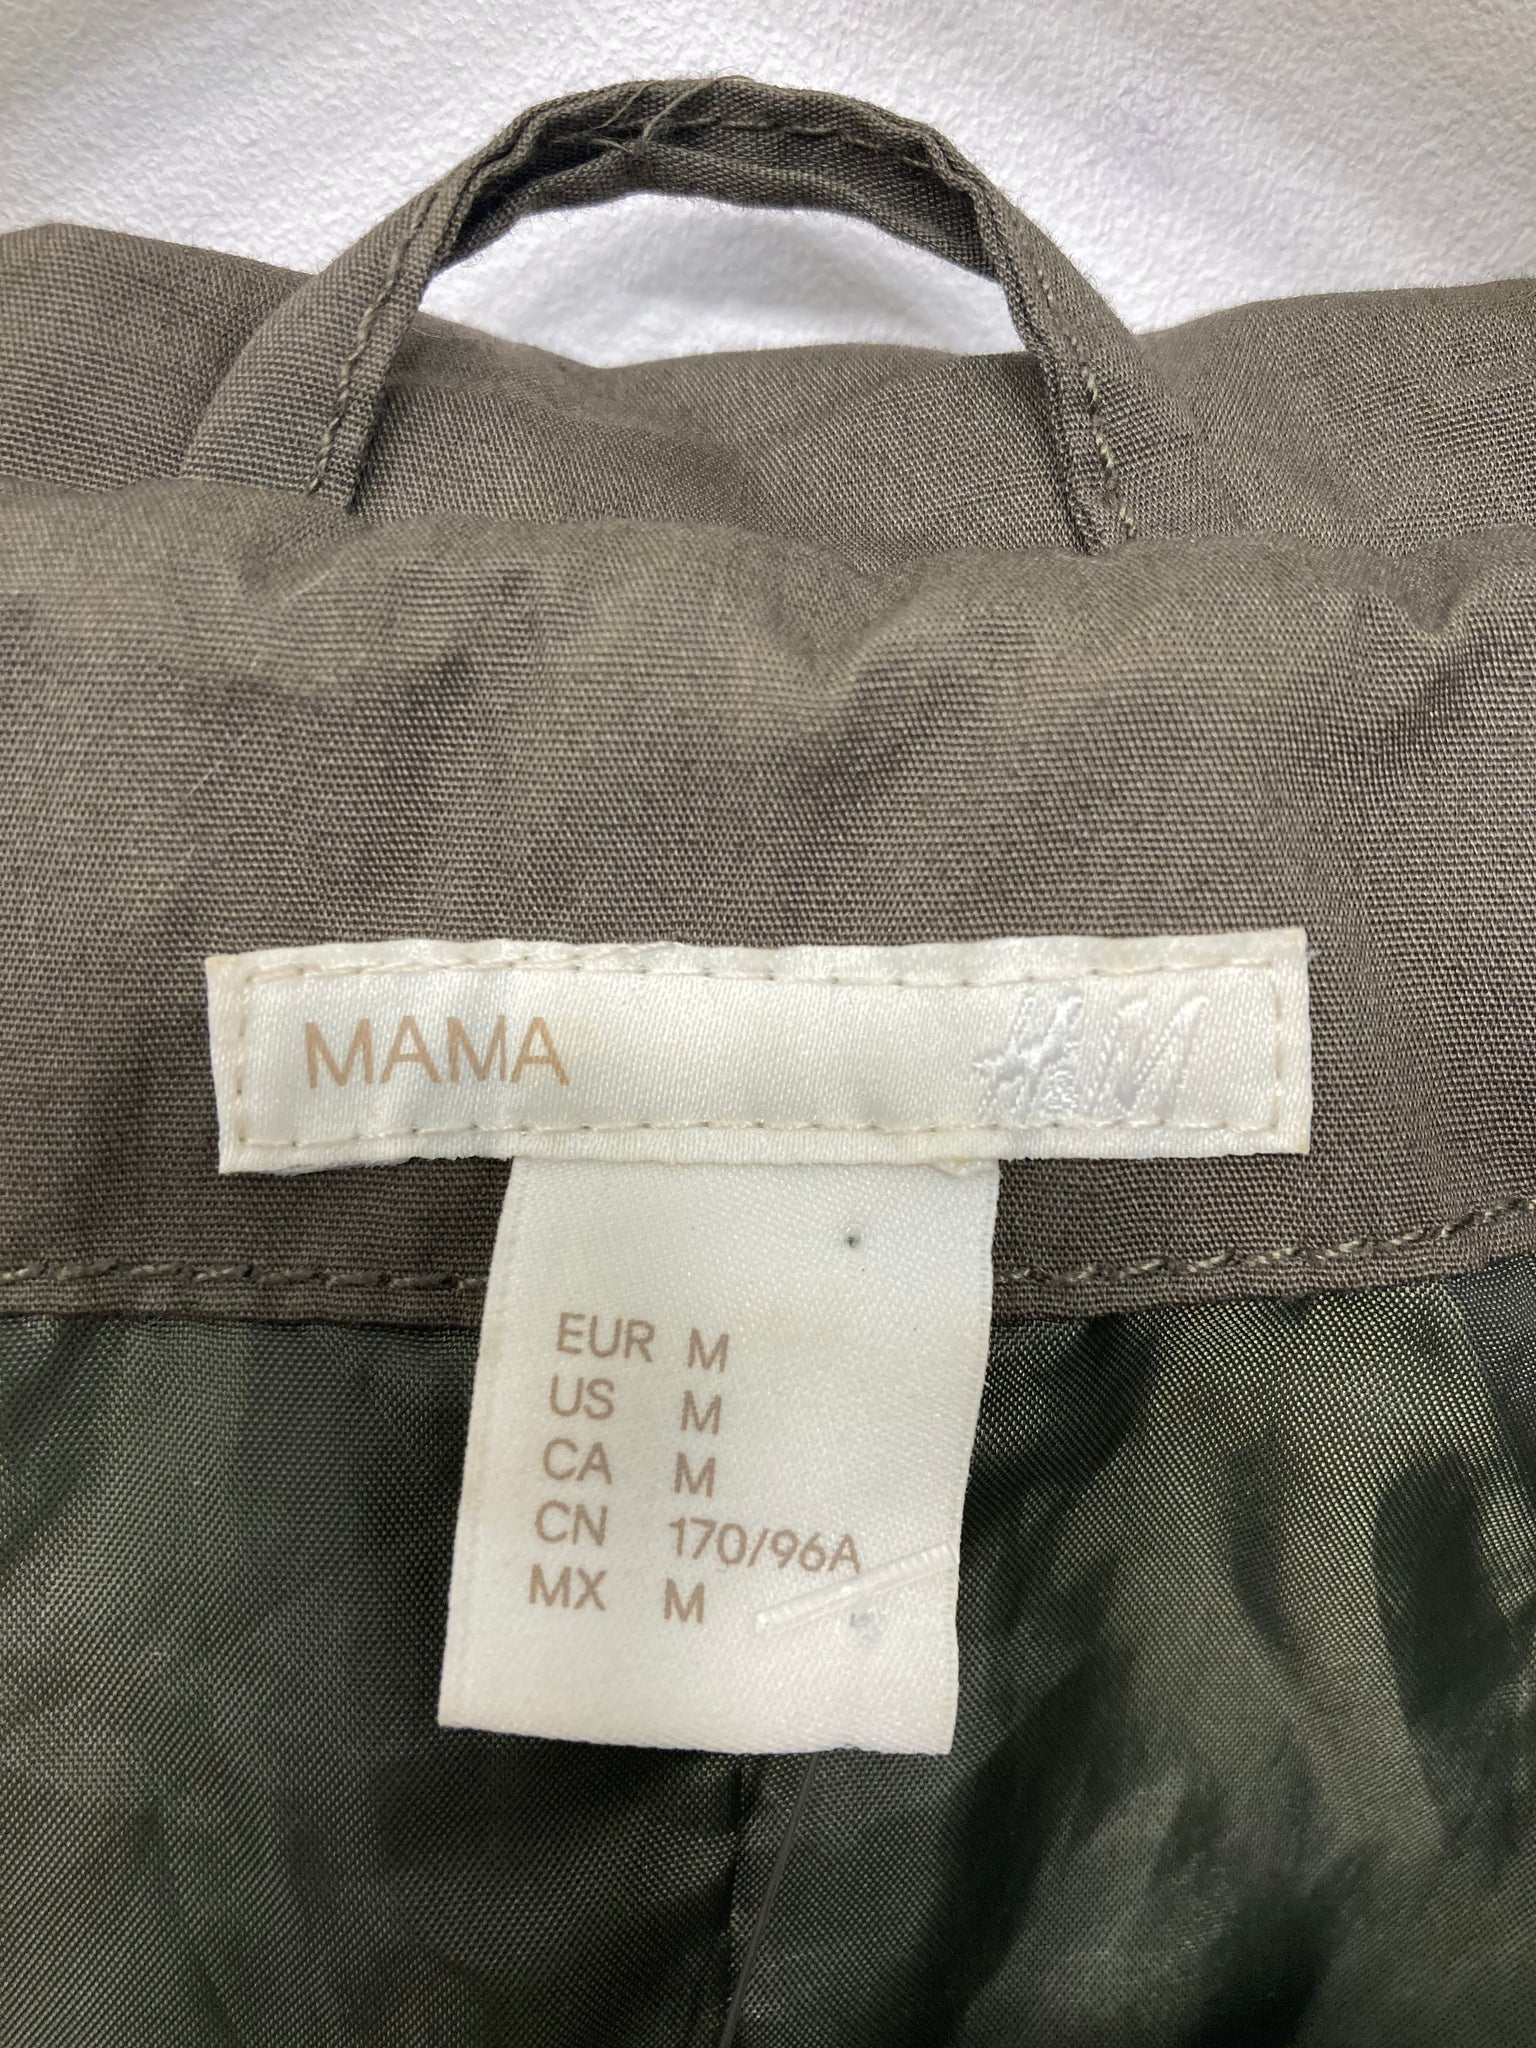 MAMA H&M
EUR M
US M
CA M
CN 170/96A
MX M